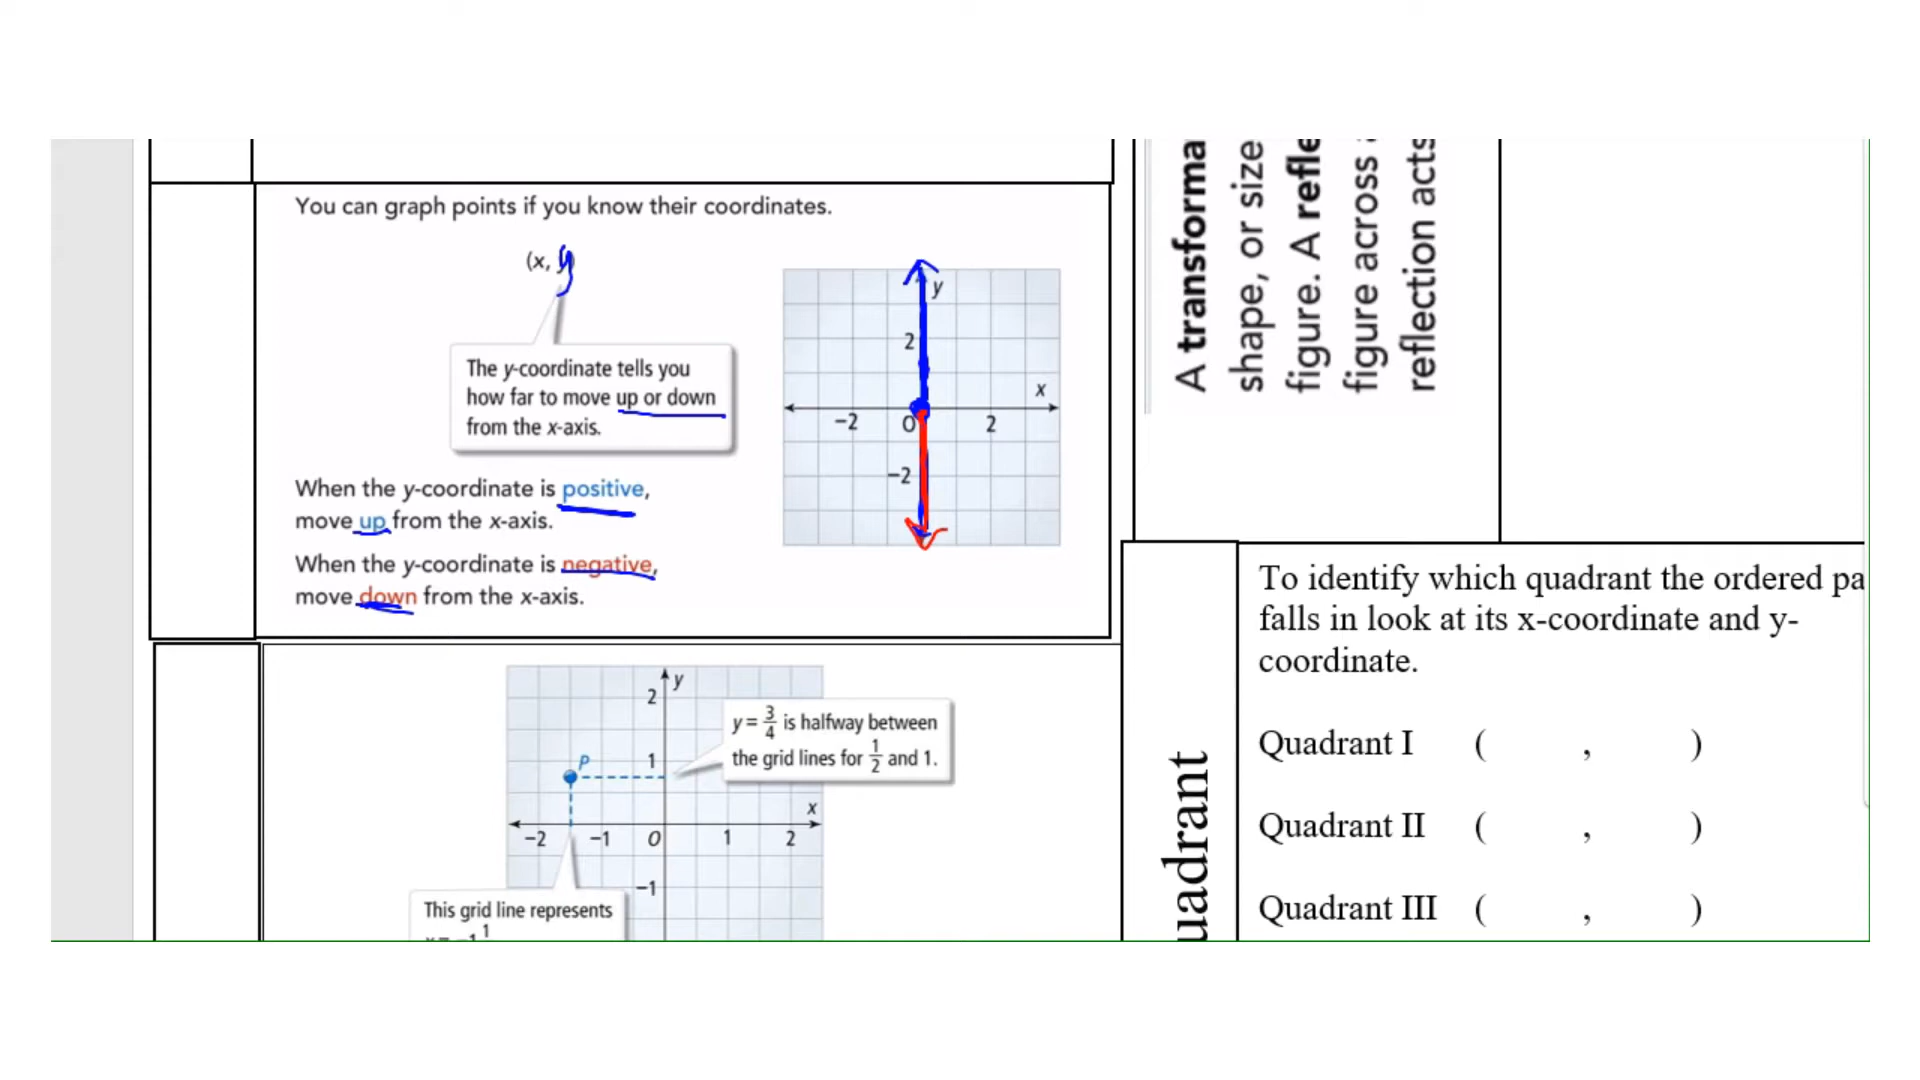 You can graph points if you know their coordinates.
(x, y)
The y-coordinate tells you
how far to move up or down
from the x-axis.
When the y-coordinate is positive,
move up from the x-axis.
When the y-coordinate is negative,
move down from the x-axis.
y
2
x
−2
O
2
−2
y
2
y = 3/4 is halfway between
the grid lines for 1/2 and 1.
P
1
x
−2
−1
O
1
2
−1
This grid line represents
A transforma
shape, or size
figure. A refle
figure across
reflection acts
uadrant
To identify which quadrant the ordered pa
falls in look at its x-coordinate and y-
coordinate.
Quadrant I ( , )
Quadrant II ( , )
Quadrant III ( , )